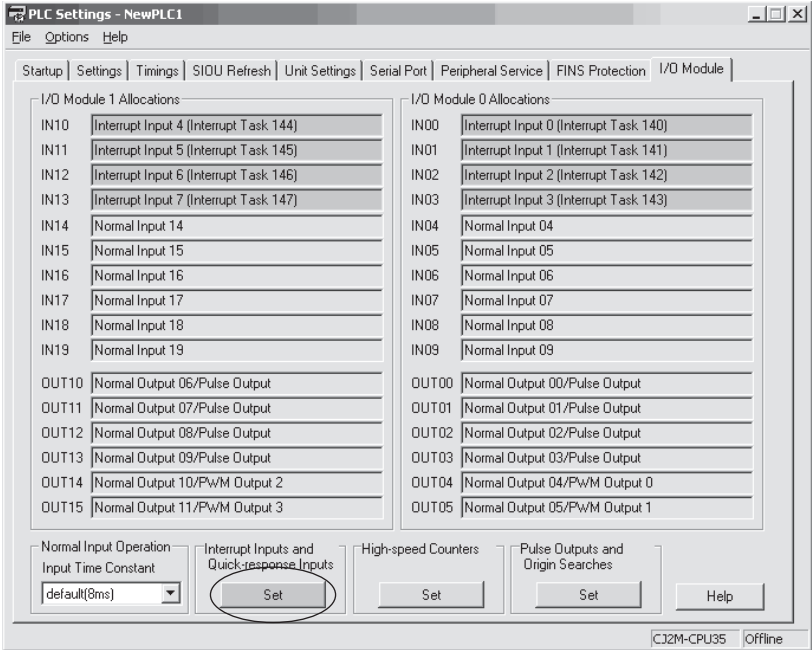 PLC Settings - NewPLC1
File Options Help
Startup Settings Timings SIOU Refresh Unit Settings Serial Port Peripheral Service FINS Protection I/O Module
I/O Module 1 Allocations
IN10 Interrupt Input 4 (Interrupt Task 144)
IN11 Interrupt Input 5 (Interrupt Task 145)
IN12 Interrupt Input 6 (Interrupt Task 146)
IN13 Interrupt Input 7 (Interrupt Task 147)
IN14 Normal Input 14
IN15 Normal Input 15
IN16 Normal Input 16
IN17 Normal Input 17
IN18 Normal Input 18
IN19 Normal Input 19
OUT10 Normal Output 06/Pulse Output
OUT11 Normal Output 07/Pulse Output
OUT12 Normal Output 08/Pulse Output
OUT13 Normal Output 09/Pulse Output
OUT14 Normal Output 10/PWM Output 2
OUT15 Normal Output 11/PWM Output 3
I/O Module 0 Allocations
IN00 Interrupt Input 0 (Interrupt Task 140)
IN01 Interrupt Input 1 (Interrupt Task 141)
IN02 Interrupt Input 2 (Interrupt Task 142)
IN03 Interrupt Input 3 (Interrupt Task 143)
IN04 Normal Input 04
IN05 Normal Input 05
IN06 Normal Input 06
IN07 Normal Input 07
IN08 Normal Input 08
IN09 Normal Input 09
OUT00 Normal Output 00/Pulse Output
OUT01 Normal Output 01/Pulse Output
OUT02 Normal Output 02/Pulse Output
OUT03 Normal Output 03/Pulse Output
OUT04 Normal Output 04/PWM Output 0
OUT05 Normal Output 05/PWM Output 1
Normal Input Operation
Input Time Constant
default(8ms)
Interrupt Inputs and
Quick-response Inputs
Set
High-speed Counters
Set
Pulse Outputs and
Origin Searches
Set
Help
CJ2M-CPU35 Offline